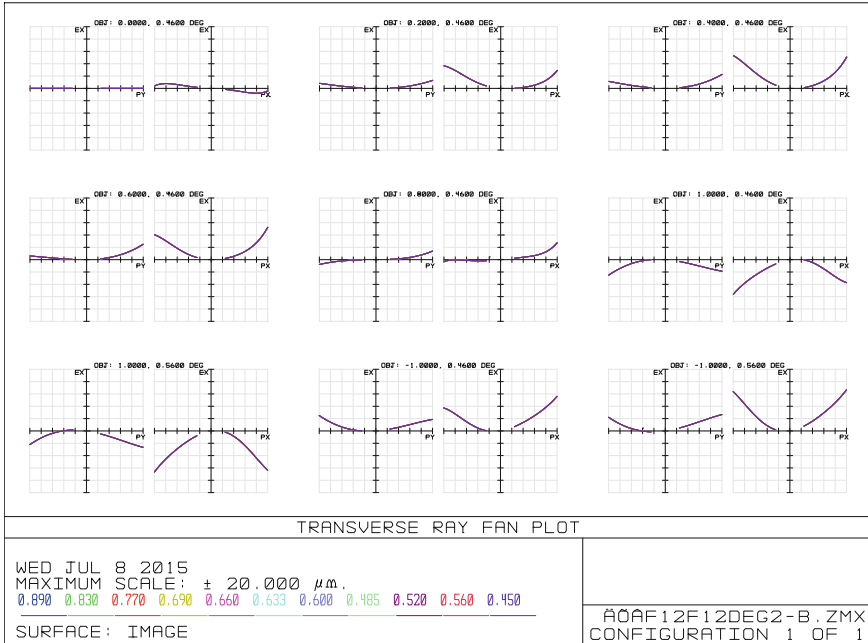 OBJ: 0.0000, 0.4600 DEG
EX
PY
PX
OBJ: 0.2000, 0.4600 DEG
EX EX
PY PX
OBJ: 0.4000, 0.4600 DEG
EX EX
PY PX
OBJ: 0.6000, 0.4600 DEG
EX EX
PY PX
OBJ: 0.8000, 0.4600 DEG
EX EX
PY PX
OBJ: 1.0000, 0.4600 DEG
EX EX
PY PX
OBJ: 1.0000, 0.5600 DEG
EX EX
PY PX
OBJ: -1.0000, 0.4600 DEG
EX EX
PY PX
OBJ: -1.0000, 0.5600 DEG
EX EX
PY PX
TRANSVERSE RAY FAN PLOT
WED JUL 8 2015
MAXIMUM SCALE: ± 20.000 µm.
0.890 0.830 0.770 0.690 0.660 0.633 0.600 0.485 0.520 0.560 0.450
SURFACE: IMAGE
ÄÖÄF12F12DEG2-B.ZMX
CONFIGURATION 1 OF 1